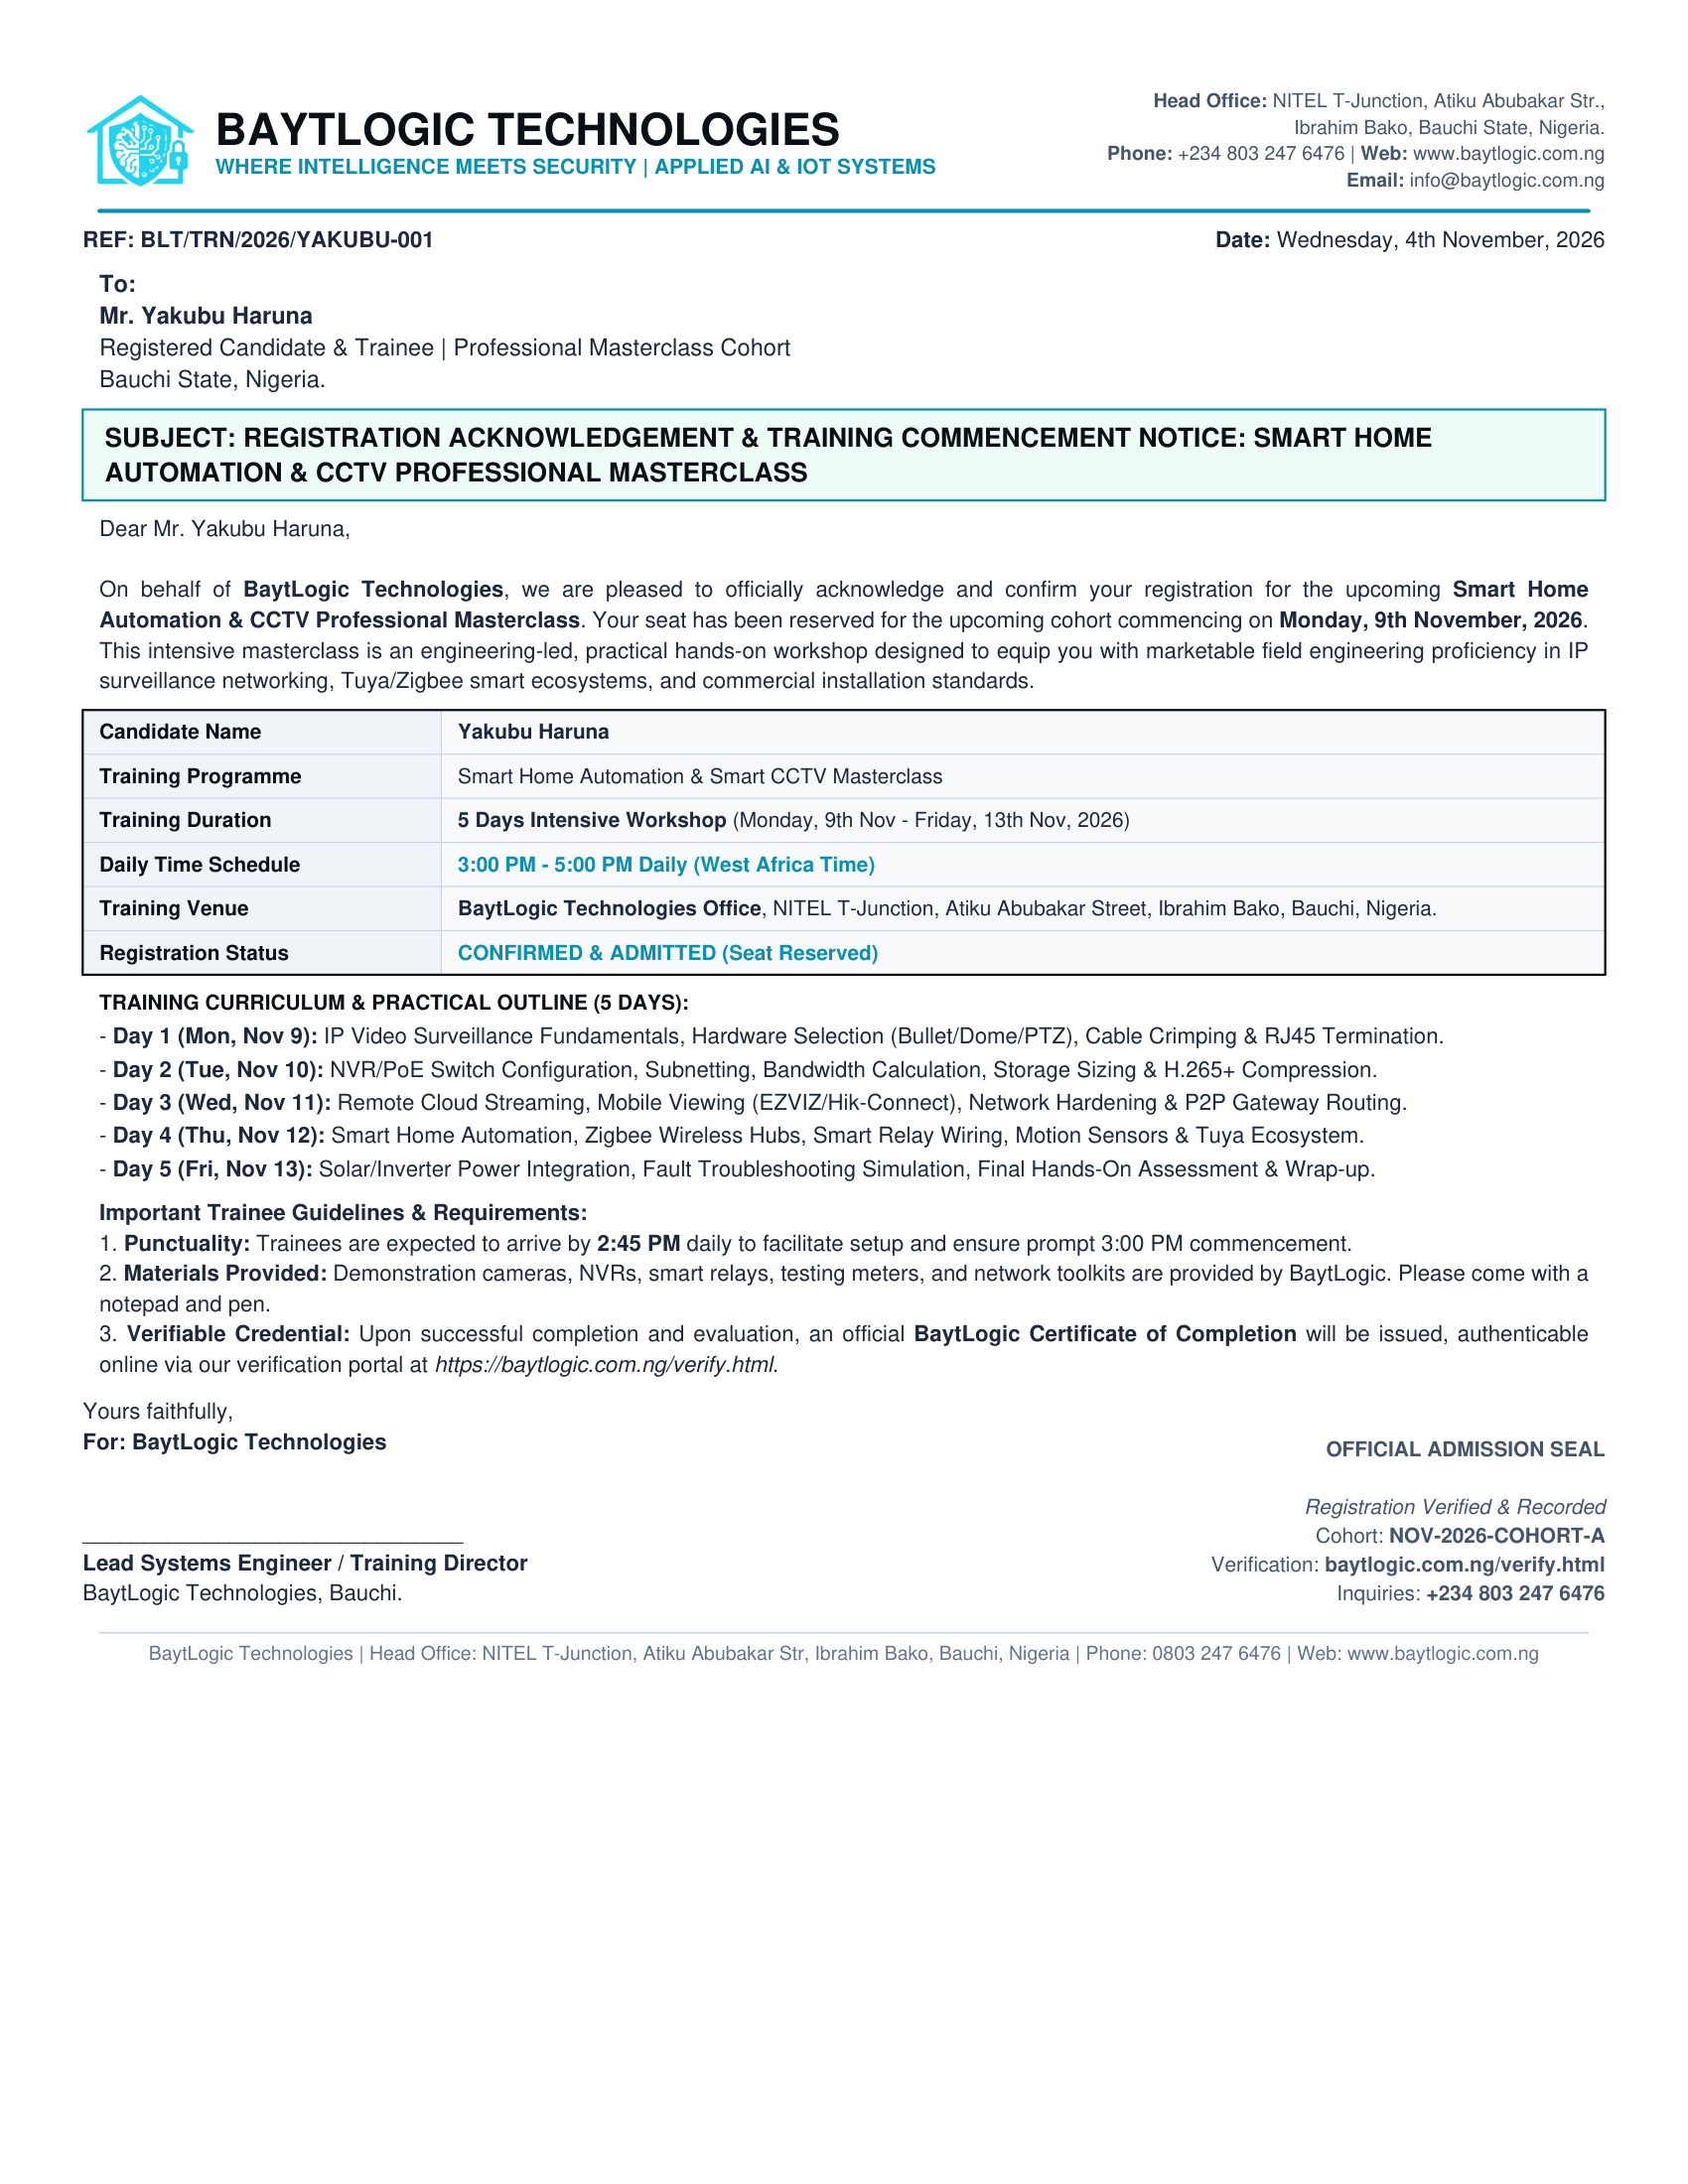 BAYTLOGIC TECHNOLOGIES
WHERE INTELLIGENCE MEETS SECURITY | APPLIED AI & IOT SYSTEMS
Head Office: NITEL T-Junction, Atiku Abubakar Str.,
Ibrahim Bako, Bauchi State, Nigeria.
Phone: +234 803 247 6476 | Web: www.baytlogic.com.ng
Email: info@baytlogic.com.ng
REF: BLT/TRN/2026/YAKUBU-001
Date: Wednesday, 4th November, 2026
To:
Mr. Yakubu Haruna
Registered Candidate & Trainee | Professional Masterclass Cohort
Bauchi State, Nigeria.
SUBJECT: REGISTRATION ACKNOWLEDGEMENT & TRAINING COMMENCEMENT NOTICE: SMART HOME
AUTOMATION & CCTV PROFESSIONAL MASTERCLASS
Dear Mr. Yakubu Haruna,
On behalf of BaytLogic Technologies, we are pleased to officially acknowledge and confirm your registration for the upcoming Smart Home
Automation & CCTV Professional Masterclass. Your seat has been reserved for the upcoming cohort commencing on Monday, 9th November, 2026.
This intensive masterclass is an engineering-led, practical hands-on workshop designed to equip you with marketable field engineering proficiency in IP
surveillance networking, Tuya/Zigbee smart ecosystems, and commercial installation standards.
Candidate Name Yakubu Haruna
Training Programme Smart Home Automation & Smart CCTV Masterclass
Training Duration 5 Days Intensive Workshop (Monday, 9th Nov - Friday, 13th Nov, 2026)
Daily Time Schedule 3:00 PM - 5:00 PM Daily (West Africa Time)
Training Venue BaytLogic Technologies Office, NITEL T-Junction, Atiku Abubakar Street, Ibrahim Bako, Bauchi, Nigeria.
Registration Status CONFIRMED & ADMITTED (Seat Reserved)
TRAINING CURRICULUM & PRACTICAL OUTLINE (5 DAYS):
- Day 1 (Mon, Nov 9): IP Video Surveillance Fundamentals, Hardware Selection (Bullet/Dome/PTZ), Cable Crimping & RJ45 Termination.
- Day 2 (Tue, Nov 10): NVR/PoE Switch Configuration, Subnetting, Bandwidth Calculation, Storage Sizing & H.265+ Compression.
- Day 3 (Wed, Nov 11): Remote Cloud Streaming, Mobile Viewing (EZVIZ/Hik-Connect), Network Hardening & P2P Gateway Routing.
- Day 4 (Thu, Nov 12): Smart Home Automation, Zigbee Wireless Hubs, Smart Relay Wiring, Motion Sensors & Tuya Ecosystem.
- Day 5 (Fri, Nov 13): Solar/Inverter Power Integration, Fault Troubleshooting Simulation, Final Hands-On Assessment & Wrap-up.
Important Trainee Guidelines & Requirements:
1. Punctuality: Trainees are expected to arrive by 2:45 PM daily to facilitate setup and ensure prompt 3:00 PM commencement.
2. Materials Provided: Demonstration cameras, NVRs, smart relays, testing meters, and network toolkits are provided by BaytLogic. Please come with a
notepad and pen.
3. Verifiable Credential: Upon successful completion and evaluation, an official BaytLogic Certificate of Completion will be issued, authenticable
online via our verification portal at https://baytlogic.com.ng/verify.html.
Yours faithfully,
For: BaytLogic Technologies
_______________________________
Lead Systems Engineer / Training Director
BaytLogic Technologies, Bauchi.
OFFICIAL ADMISSION SEAL
Registration Verified & Recorded
Cohort: NOV-2026-COHORT-A
Verification: baytlogic.com.ng/verify.html
Inquiries: +234 803 247 6476
BaytLogic Technologies | Head Office: NITEL T-Junction, Atiku Abubakar Str, Ibrahim Bako, Bauchi, Nigeria | Phone: 0803 247 6476 | Web: www.baytlogic.com.ng